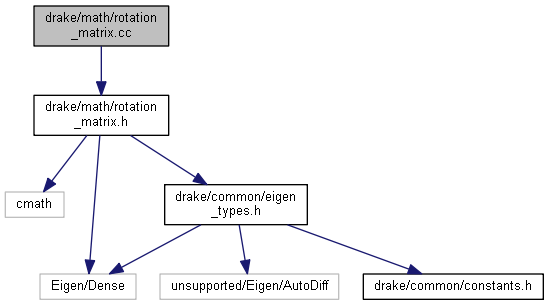 drake/math/rotation
_matrix.cc
drake/math/rotation
_matrix.h
cmath
drake/common/eigen
_types.h
Eigen/Dense
unsupported/Eigen/AutoDiff
drake/common/constants.h